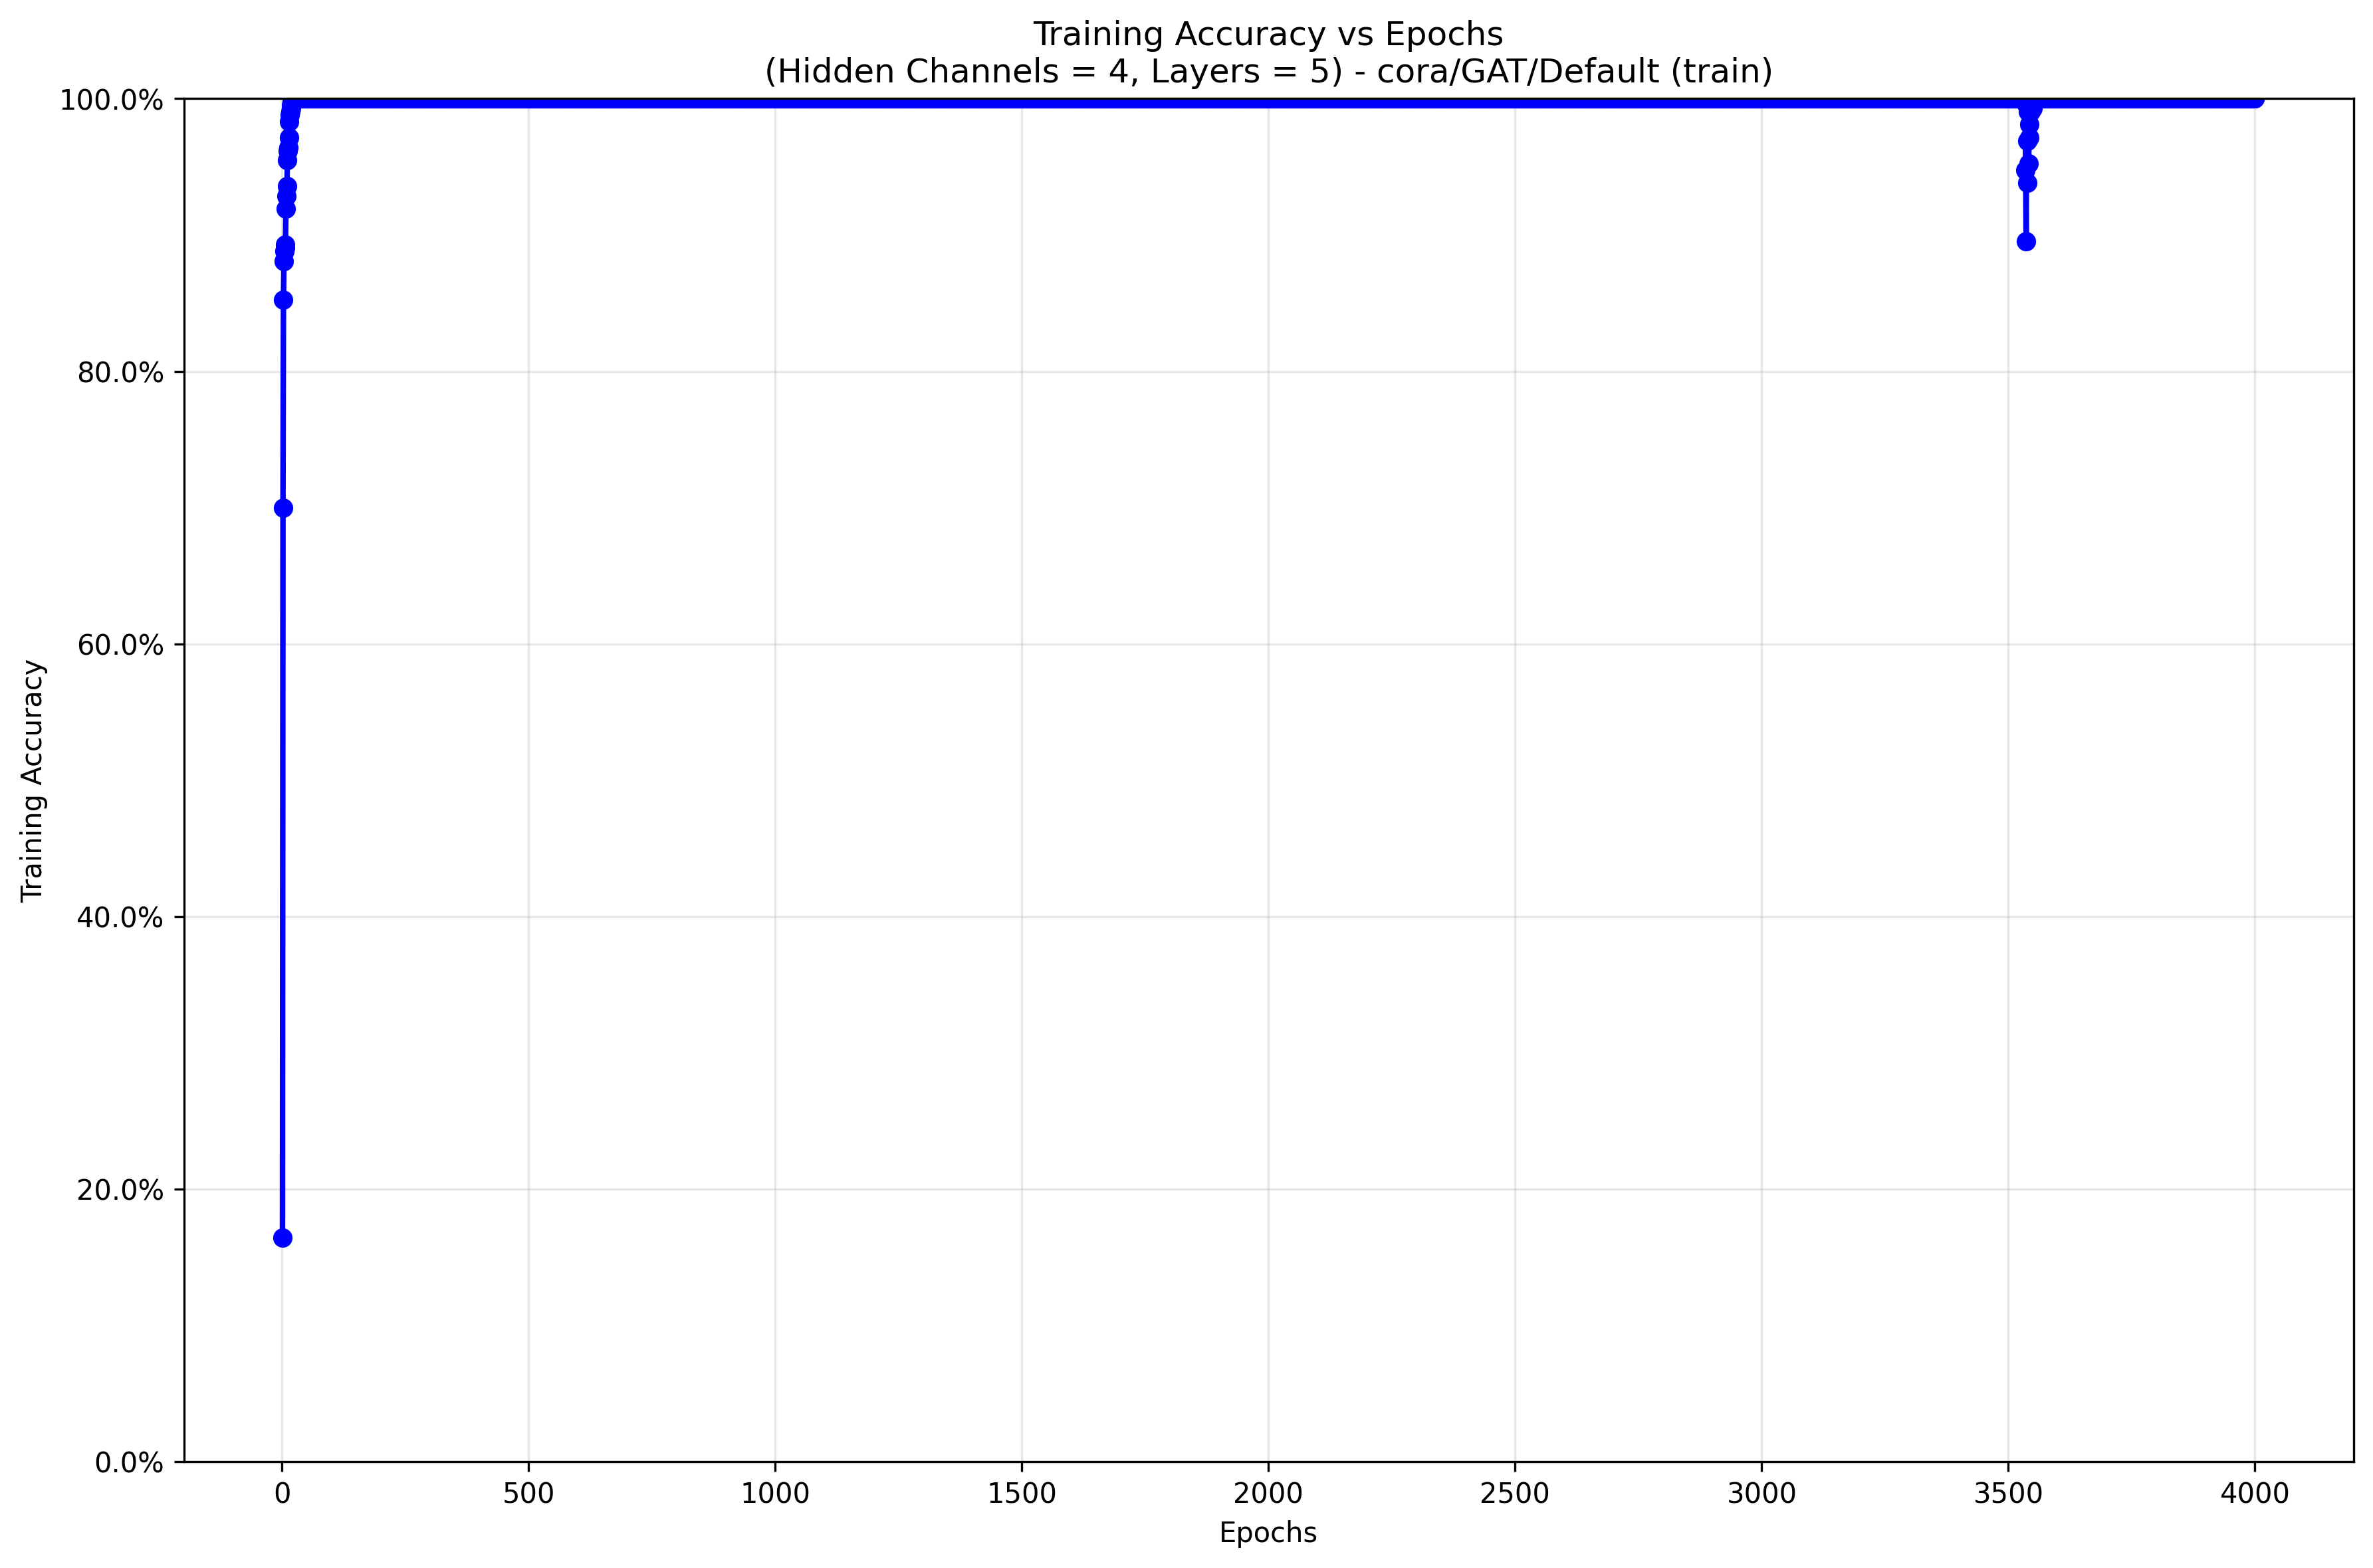 Training Accuracy vs Epochs
(Hidden Channels = 4, Layers = 5) - cora/GAT/Default (train)
100.0%
80.0%
60.0%
40.0%
20.0%
0.0%
Training Accuracy
0 500 1000 1500 2000 2500 3000 3500 4000
Epochs